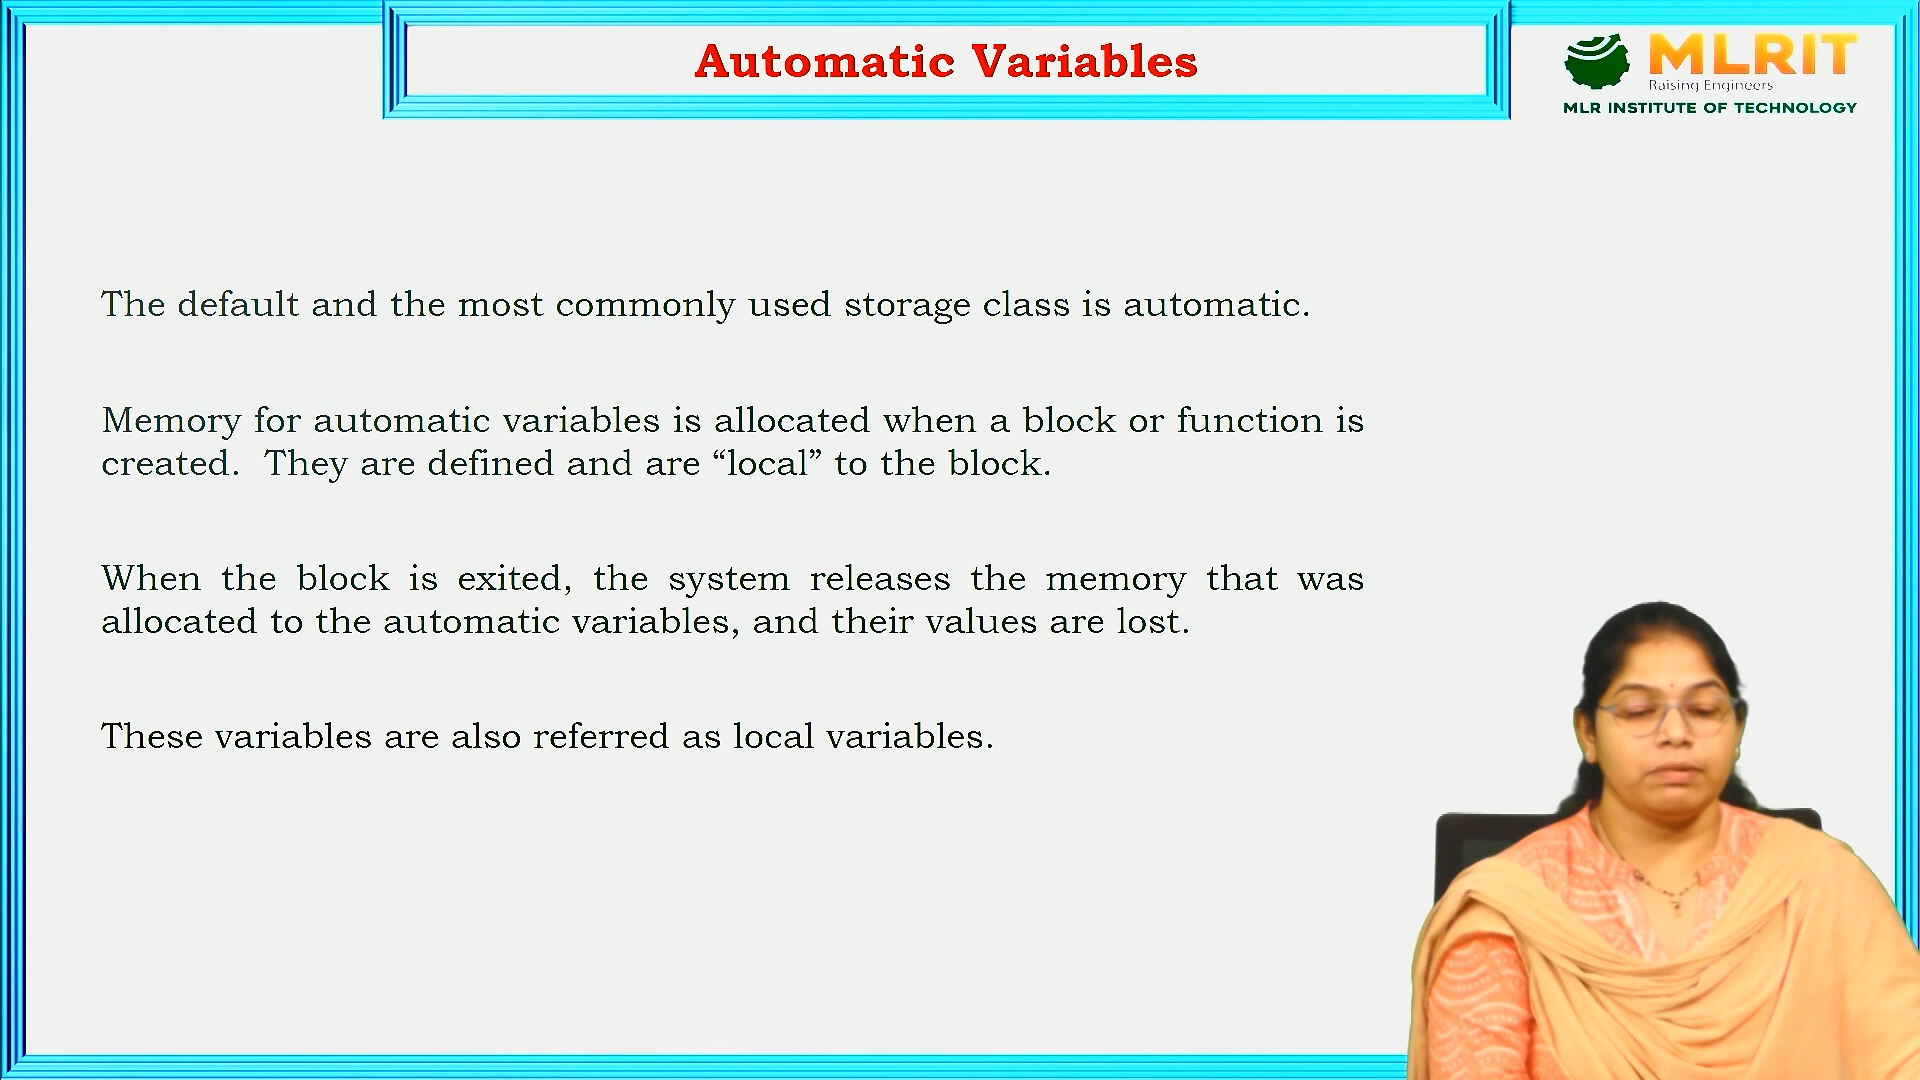 Automatic Variables
MLRIT
Raising Engineers
MLR INSTITUTE OF TECHNOLOGY
The default and the most commonly used storage class is automatic.
Memory for automatic variables is allocated when a block or function is
created.  They are defined and are “local” to the block.
When the block is exited, the system releases the memory that was
allocated to the automatic variables, and their values are lost.
These variables are also referred as local variables.